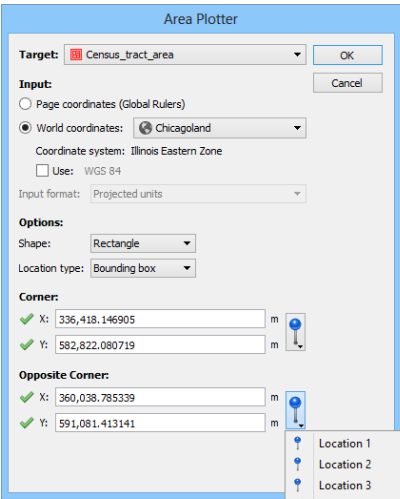 Area Plotter
Target: Census_tract_area OK
Input: Cancel
Page coordinates (Global Rulers)
World coordinates: Chicagoland
Coordinate system: Illinois Eastern Zone
Use: WGS 84
Input format: Projected units
Options:
Shape: Rectangle
Location type: Bounding box
Corner:
X: 336,418.146905 m
Y: 582,822.080719 m
Opposite Corner:
X: 360,038.785339 m
Y: 591,081.413141 m
Location 1
Location 2
Location 3